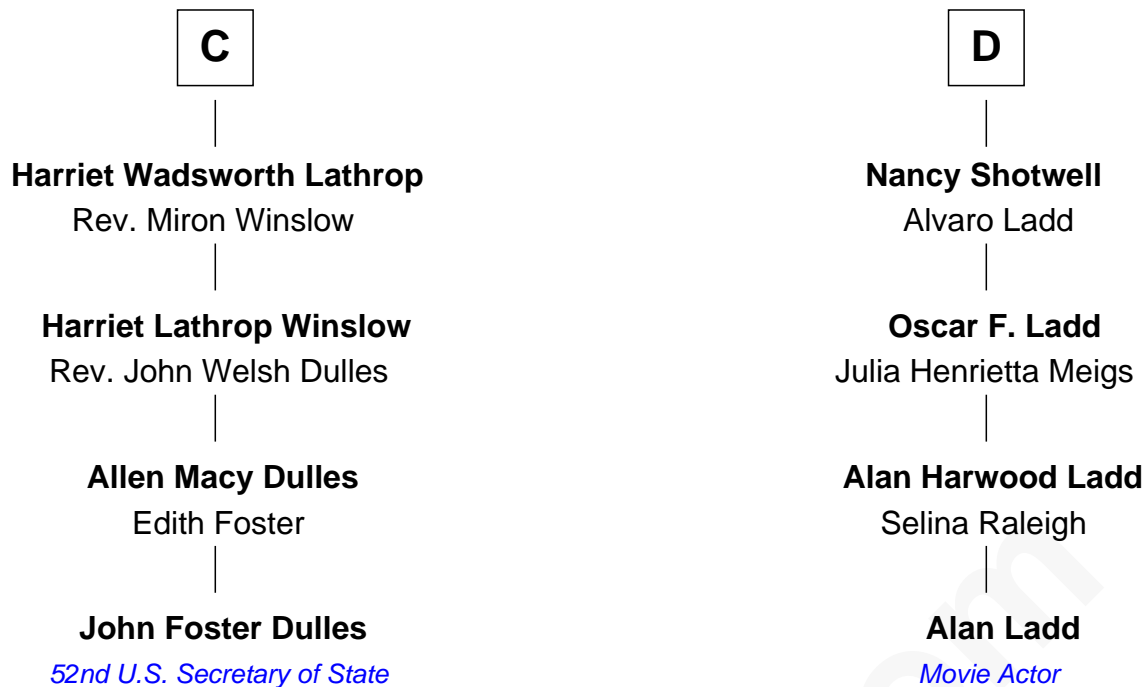 C
Harriet Wadsworth Lathrop
Rev. Miron Winslow
Harriet Lathrop Winslow
Rev. John Welsh Dulles
Allen Macy Dulles
Edith Foster
John Foster Dulles
52nd U.S. Secretary of State
D
Nancy Shotwell
Alvaro Ladd
Oscar F. Ladd
Julia Henrietta Meigs
Alan Harwood Ladd
Selina Raleigh
Alan Ladd
Movie Actor
om